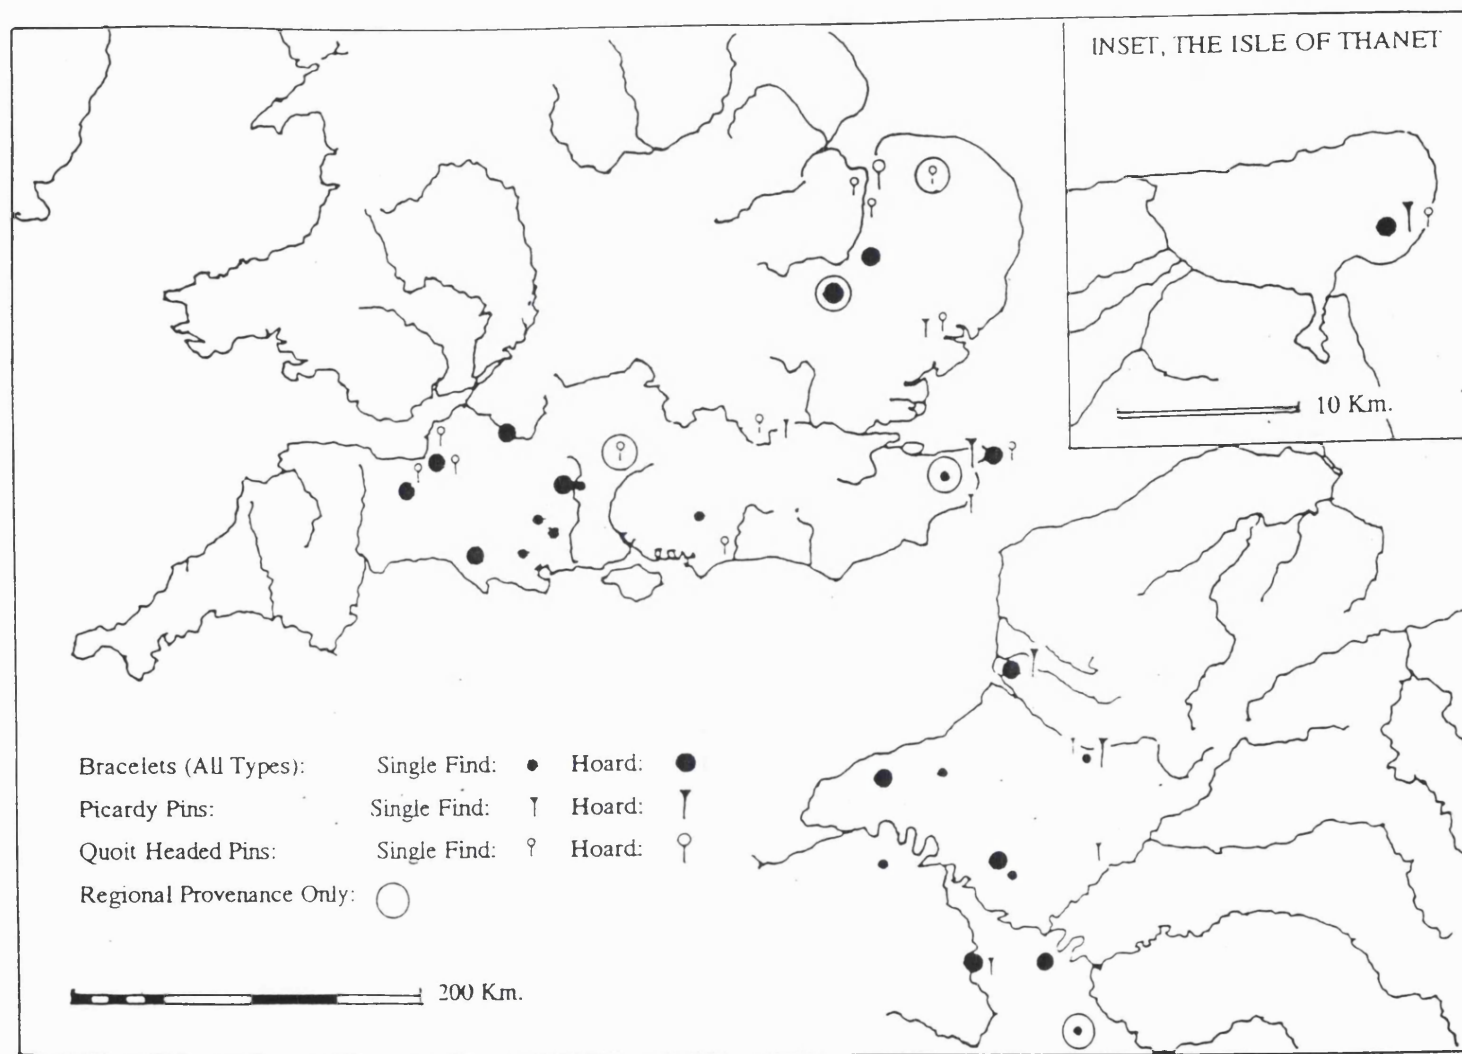 INSET, THE ISLE OF THANET
10 Km.
Bracelets (All Types): Single Find: Hoard:
Picardy Pins: Single Find: Hoard:
Quoit Headed Pins: Single Find: Hoard:
Regional Provenance Only:
200 Km.